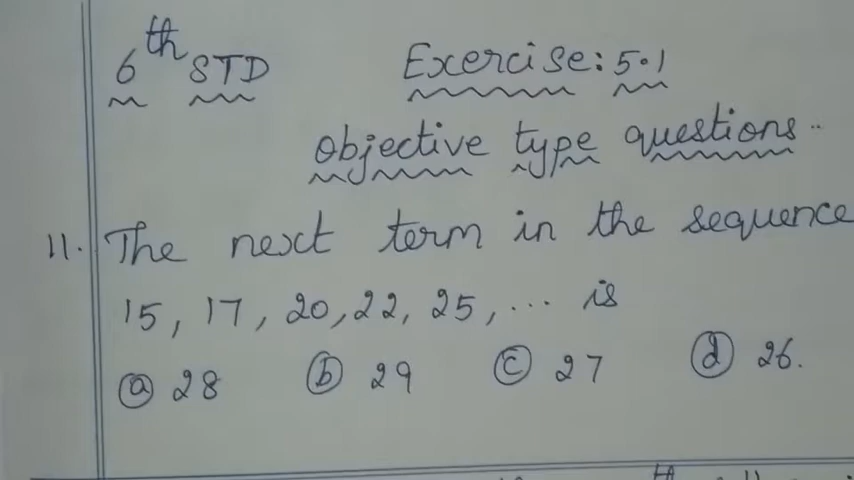 6th STD Exercise: 5.1
Objective type questions..
11. The next term in the sequence
15, 17, 20, 22, 25, ... is
ⓐ 28 ⓑ 29 ⓒ 27 ⓓ 26.